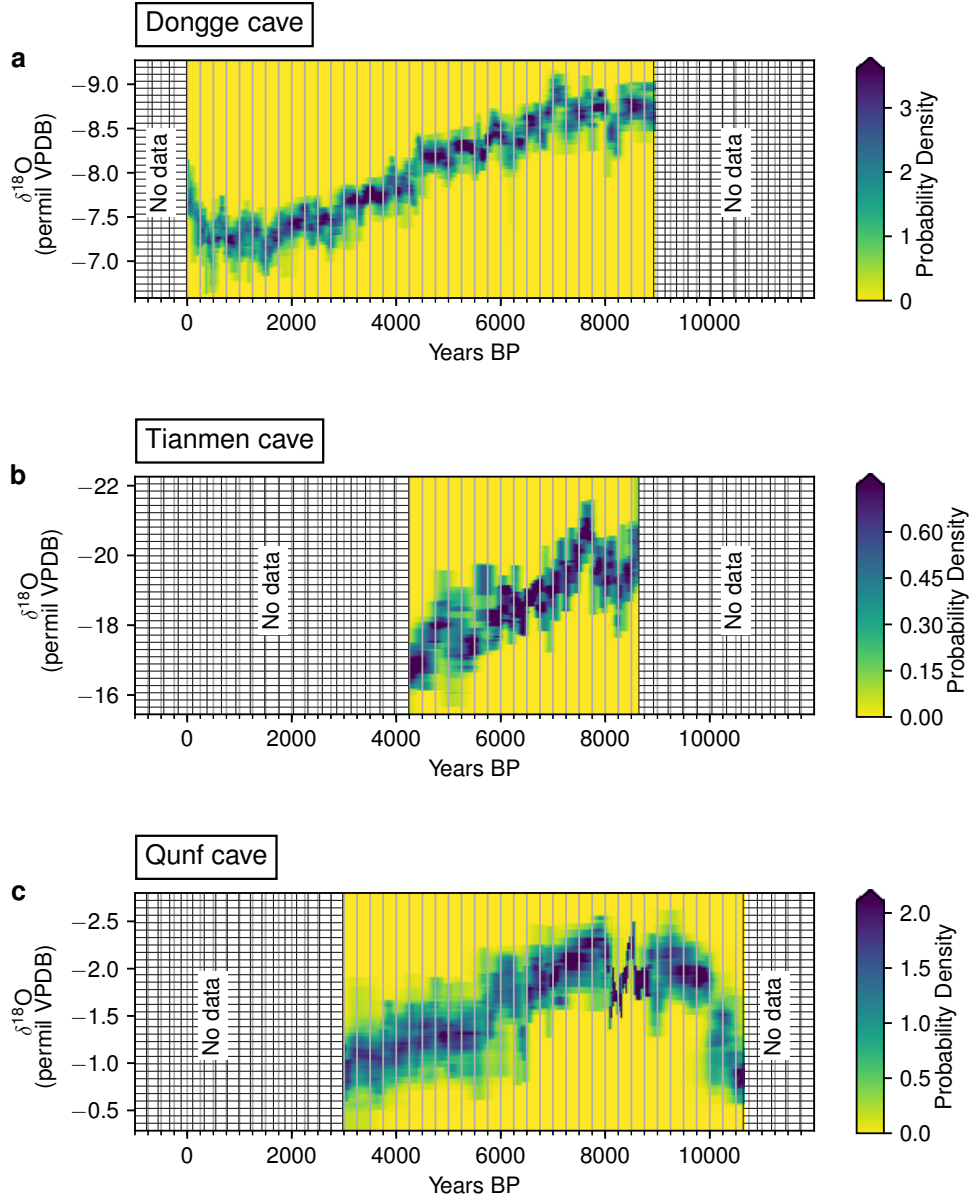 Dongge cave
a
−9.0
−8.5
−8.0
−7.5
−7.0
δ¹⁸O
(permil VPDB)
No data
No data
0
2000
4000
6000
8000
10000
Years BP
3
2
1
0
Probability Density
Tianmen cave
b
−22
−20
−18
−16
δ¹⁸O
(permil VPDB)
No data
No data
0
2000
4000
6000
8000
10000
Years BP
0.60
0.45
0.30
0.15
0.00
Probability Density
Qunf cave
c
−2.5
−2.0
−1.5
−1.0
−0.5
δ¹⁸O
(permil VPDB)
No data
No data
0
2000
4000
6000
8000
10000
Years BP
2.0
1.5
1.0
0.5
0.0
Probability Density